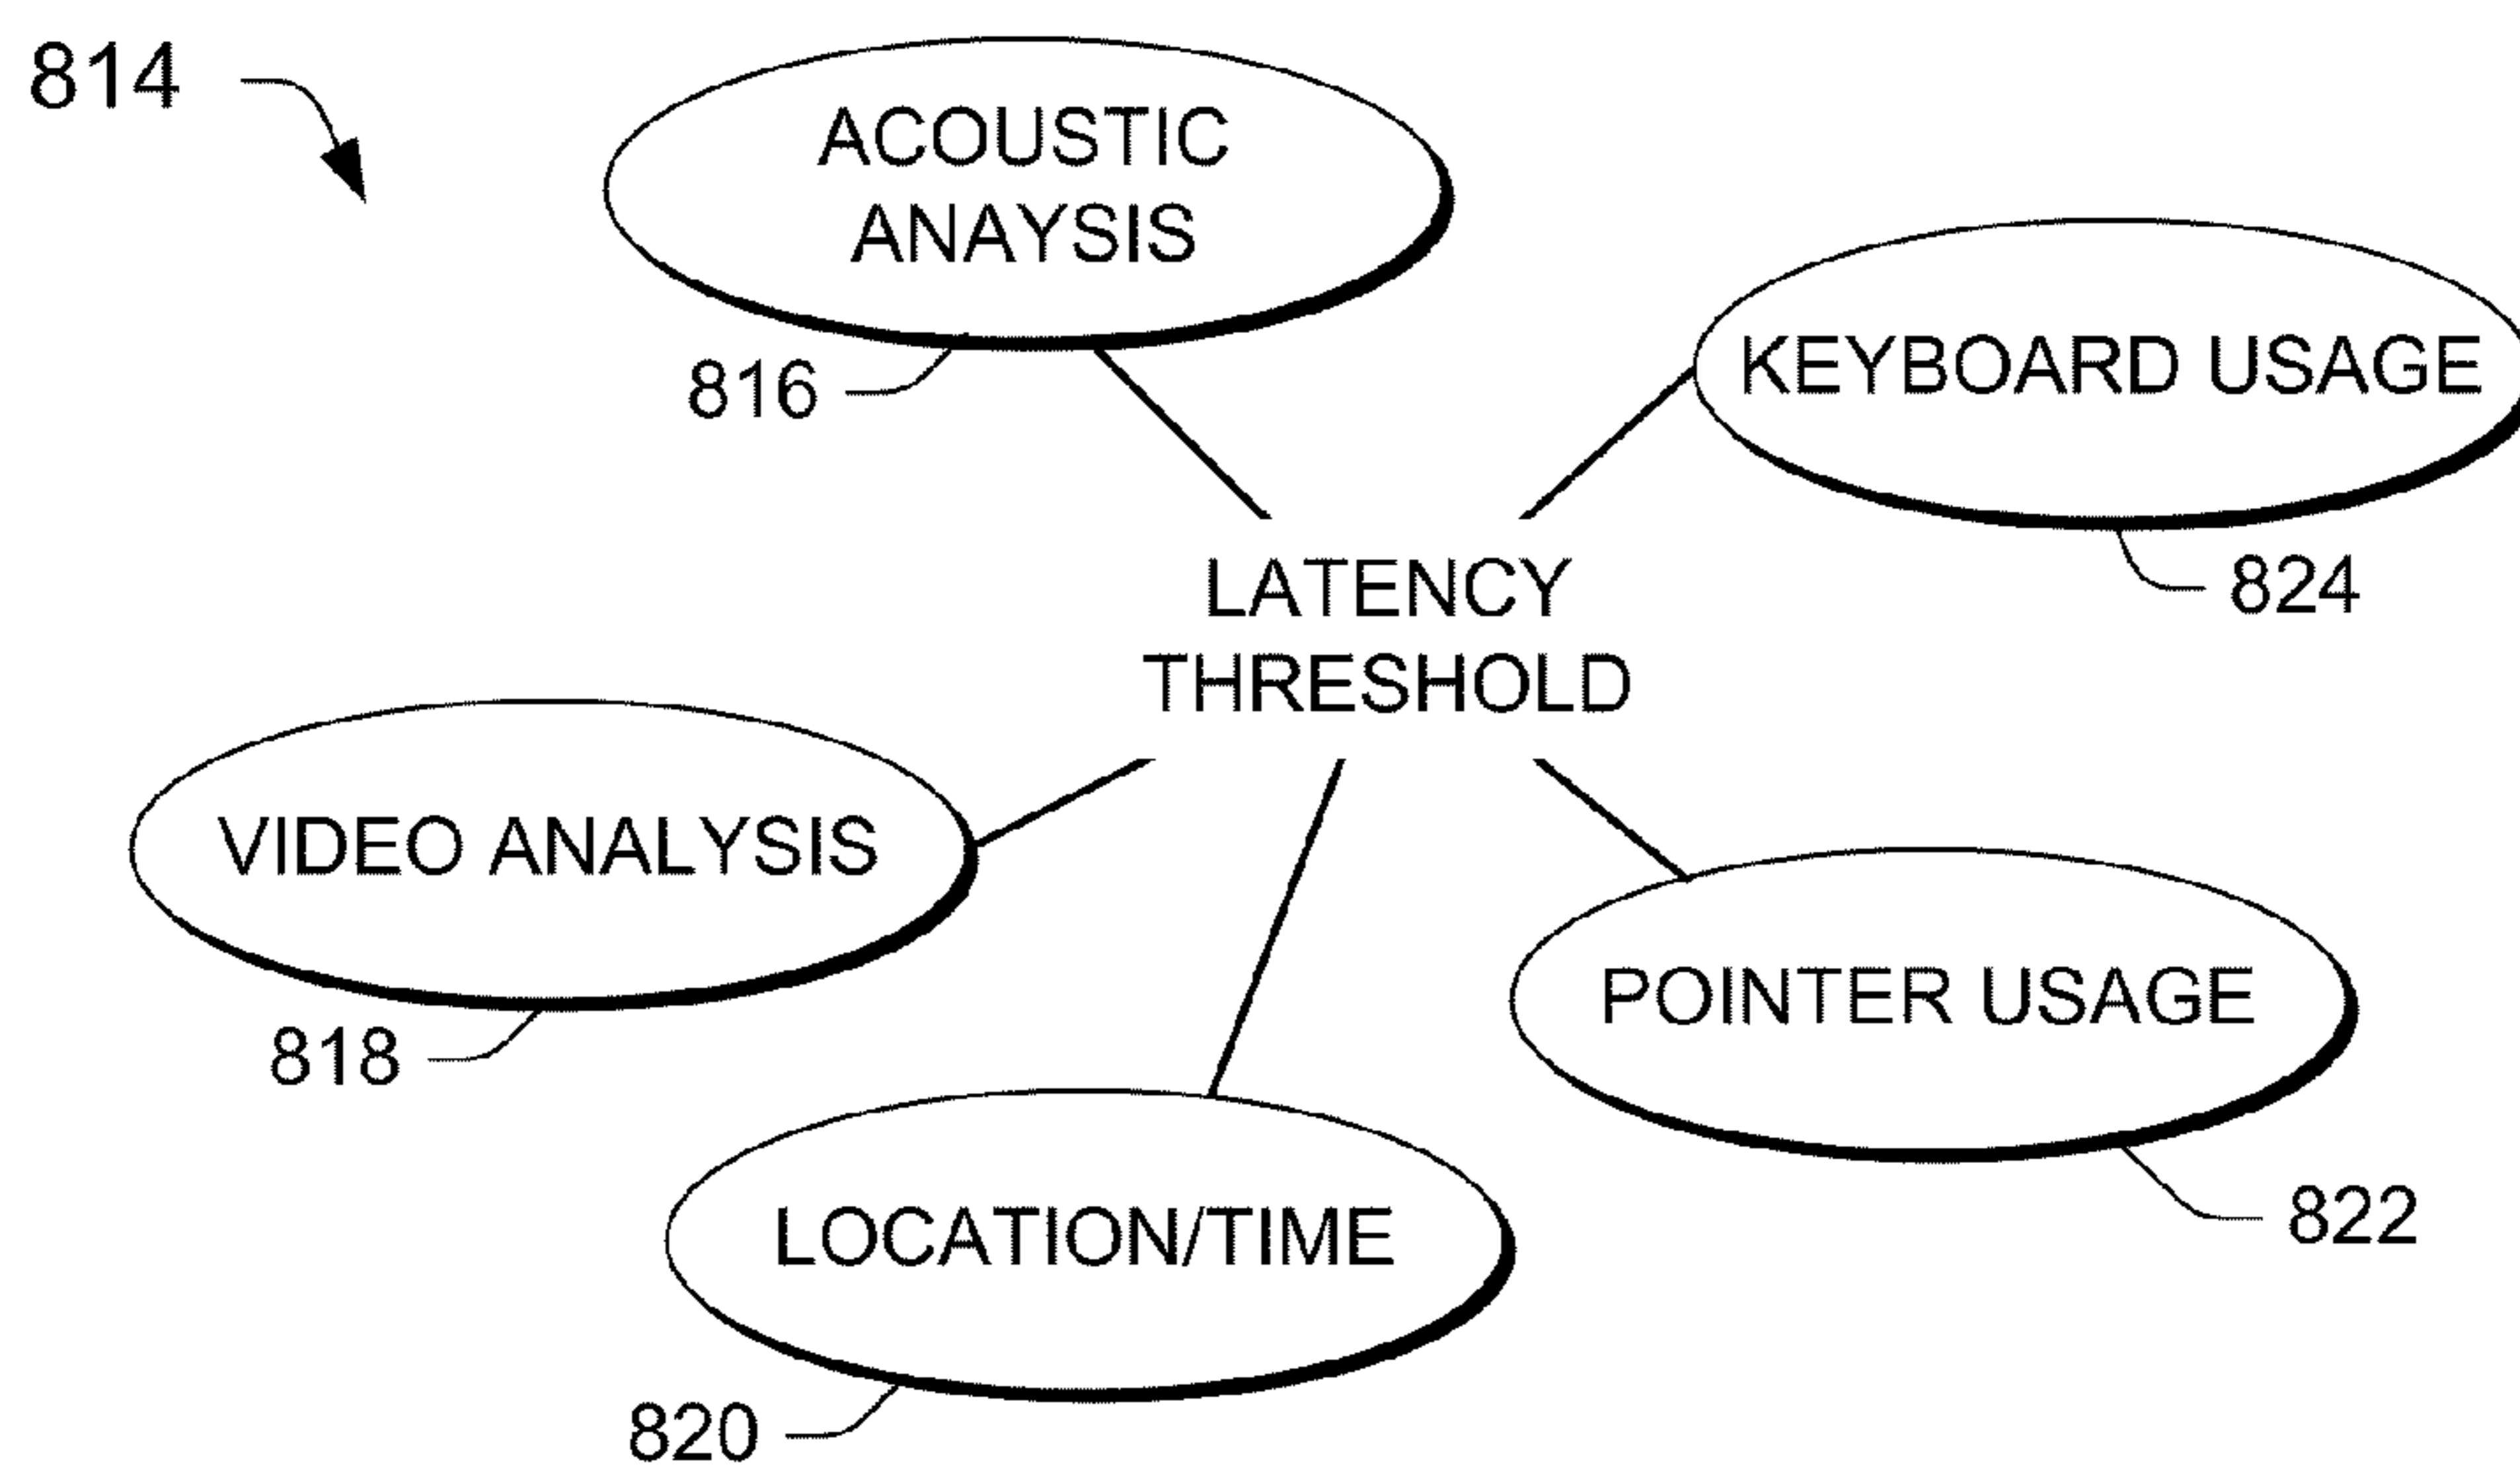 814
ACOUSTIC
ANAYSIS
816
KEYBOARD USAGE
824
LATENCY
THRESHOLD
VIDEO ANALYSIS
818
POINTER USAGE
822
LOCATION/TIME
820